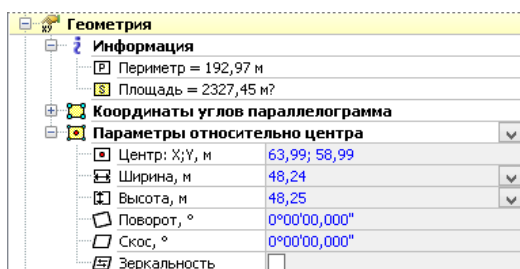 Геометрия
Информация
P Периметр = 192,97 м
S Площадь = 2327,45 м?
Координаты углов параллелограмма
Параметры относительно центра
Центр: X;Y, м 63,99; 58,99
Ширина, м 48,24
Высота, м 48,25
Поворот, ° 0°00'00,000"
Скос, ° 0°00'00,000"
Зеркальность